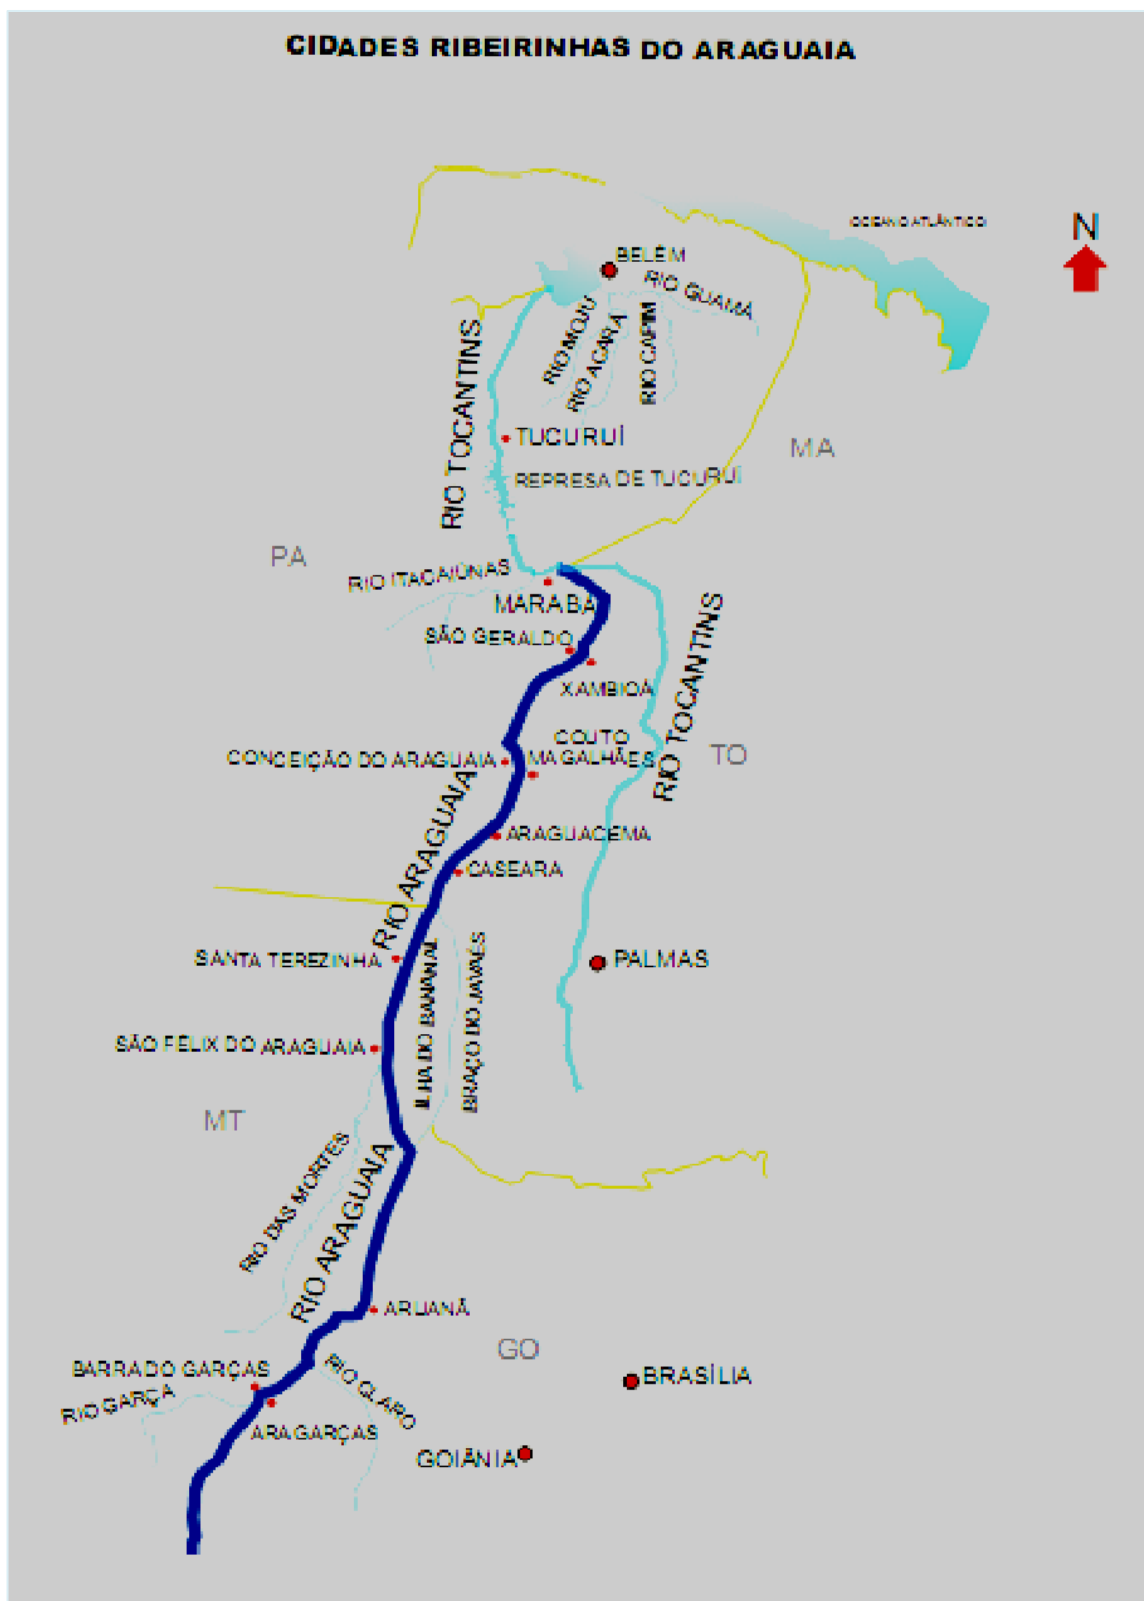 CIDADES RIBEIRINHAS DO ARAGUAIA
OCEANO ATLÂNTICO
N
BELÉM
RIO GUAMÁ
RIO MOJU
RIO ACARÁ
RIO CAPIM
RIO TOCANTINS
TUCURUÍ
MA
REPRESA DE TUCURUÍ
PA
RIO ITACAIÚNAS
MARABÁ
SÃO GERALDO
XAMBIOÁ
RIO TOCANTINS
COUTO
MAGALHÃES
CONCEIÇÃO DO ARAGUAIA
TO
RIO ARAGUAIA
ARAGUACEMA
CASEARA
SANTA TEREZINHA
ILHA DO BANANAL
BRAÇO DO JAVAÉS
PALMAS
SÃO FÉLIX DO ARAGUAIA
MT
RIO DAS MORTES
RIO ARAGUAIA
ARUANÃ
GO
BARRA DO GARÇAS
RIO GARÇA
RIO CLARO
BRASÍLIA
ARAGARÇAS
GOIÂNIA